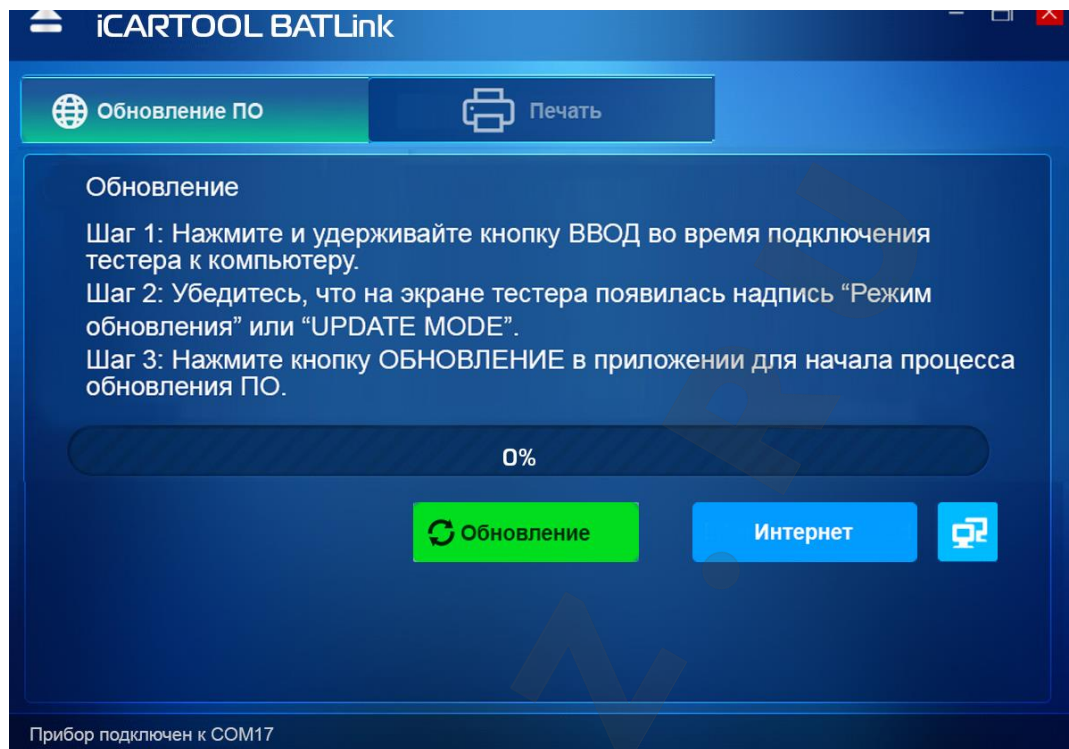 iCARTOOL BATLink
Обновление ПО
Печать
Обновление
Шаг 1: Нажмите и удерживайте кнопку ВВОД во время подключения
тестера к компьютеру.
Шаг 2: Убедитесь, что на экране тестера появилась надпись “Режим
обновления” или “UPDATE MODE”.
Шаг 3: Нажмите кнопку ОБНОВЛЕНИЕ в приложении для начала процесса
обновления ПО.
0%
Обновление
Интернет
Прибор подключен к COM17